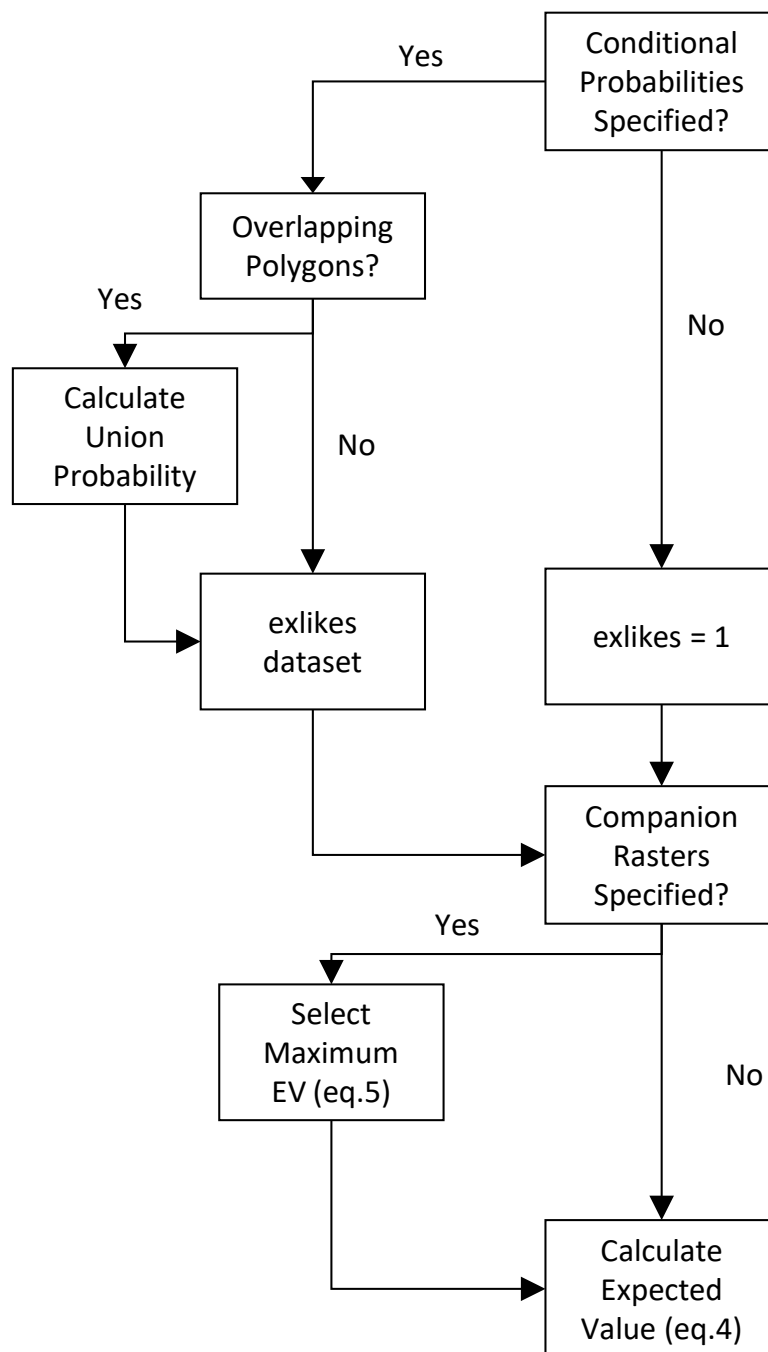 Yes
Conditional
Probabilities
Specified?
Overlapping
Polygons?
Yes
No
Calculate
Union
Probability
No
exlikes
dataset
exlikes = 1
Companion
Rasters
Specified?
Yes
Select
Maximum
EV (eq.5)
No
Calculate
Expected
Value (eq.4)